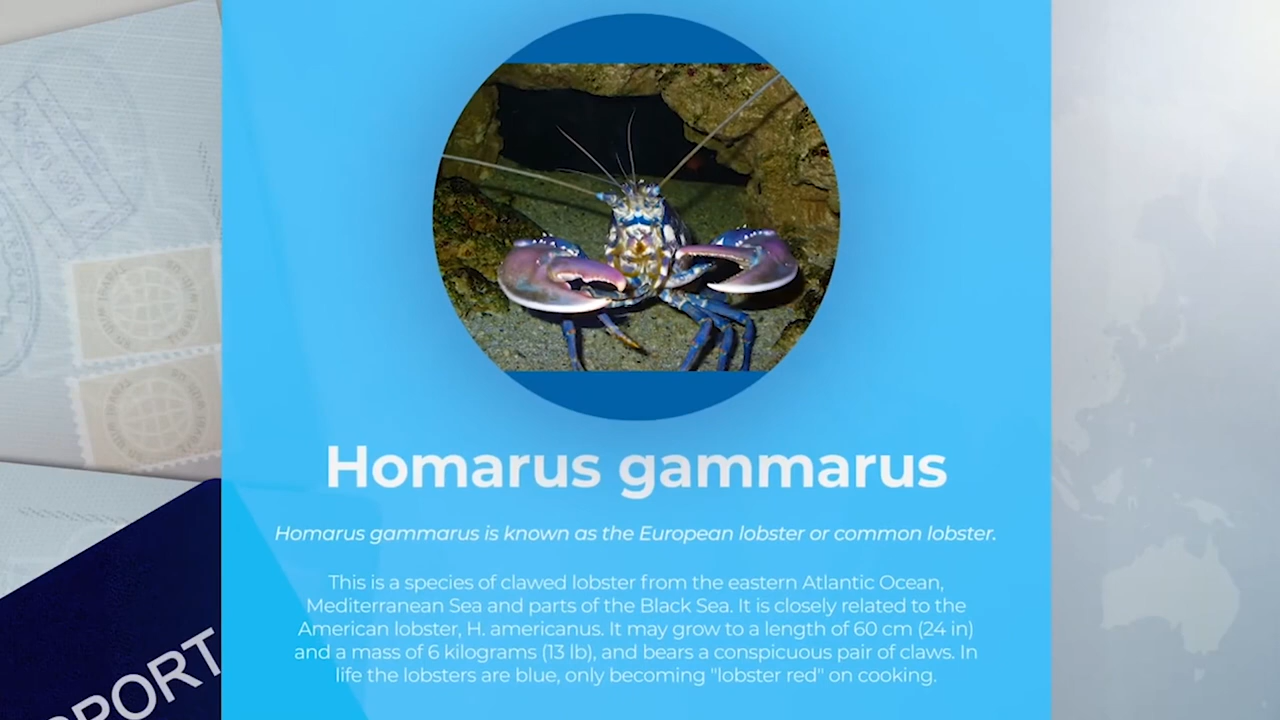 Homarus gammarus
Homarus gammarus is known as the European lobster or common lobster.
This is a species of clawed lobster from the eastern Atlantic Ocean,
Mediterranean Sea and parts of the Black Sea. It is closely related to the
American lobster, H. americanus. It may grow to a length of 60 cm (24 in)
and a mass of 6 kilograms (13 lb), and bears a conspicuous pair of claws. In
life the lobsters are blue, only becoming "lobster red" on cooking.
PORT